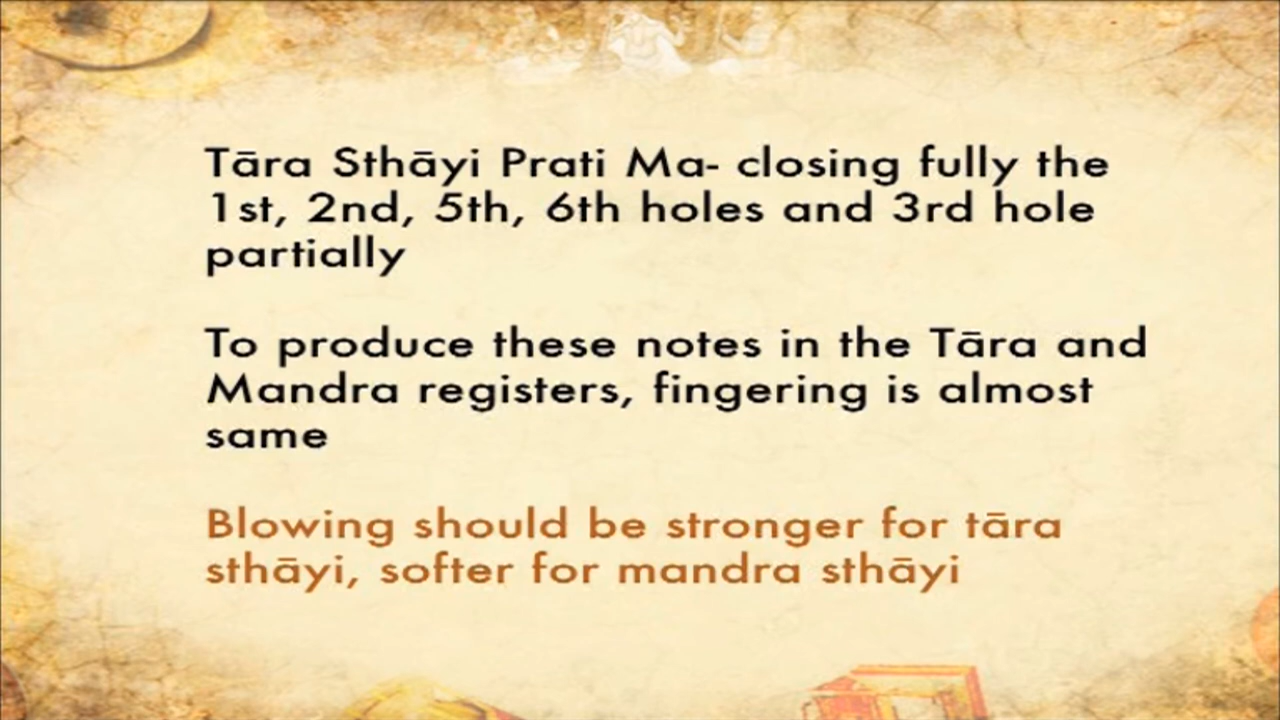 Tāra Sthāyi Prati Ma- closing fully the
1st, 2nd, 5th, 6th holes and 3rd hole
partially
To produce these notes in the Tāra and
Mandra registers, fingering is almost
same
Blowing should be stronger for tāra
sthāyi, softer for mandra sthāyi